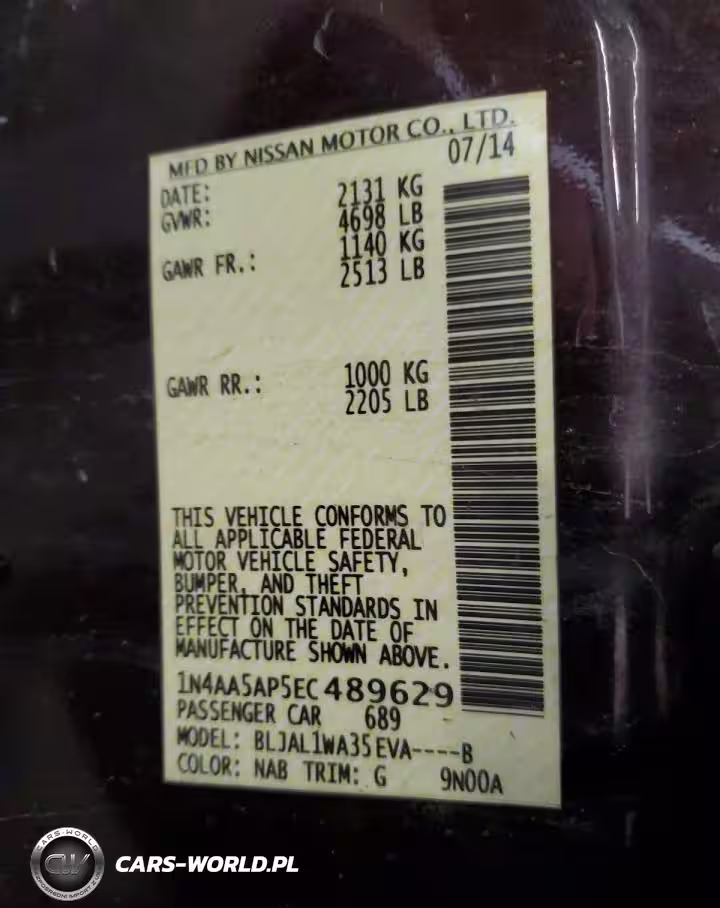 MFD BY NISSAN MOTOR CO., LTD.
DATE: 07/14
GVWR: 2131 KG
4698 LB
GAWR FR.: 1140 KG
2513 LB
GAWR RR.: 1000 KG
2205 LB
THIS VEHICLE CONFORMS TO
ALL APPLICABLE FEDERAL
MOTOR VEHICLE SAFETY,
BUMPER, AND THEFT
PREVENTION STANDARDS IN
EFFECT ON THE DATE OF
MANUFACTURE SHOWN ABOVE.
1N4AA5AP5EC489629
PASSENGER CAR 689
MODEL: BLJAL1WA35EVA----B
COLOR: NAB TRIM: G 9N00A
CARS-WORLD
CW
CARS-WORLD.PL